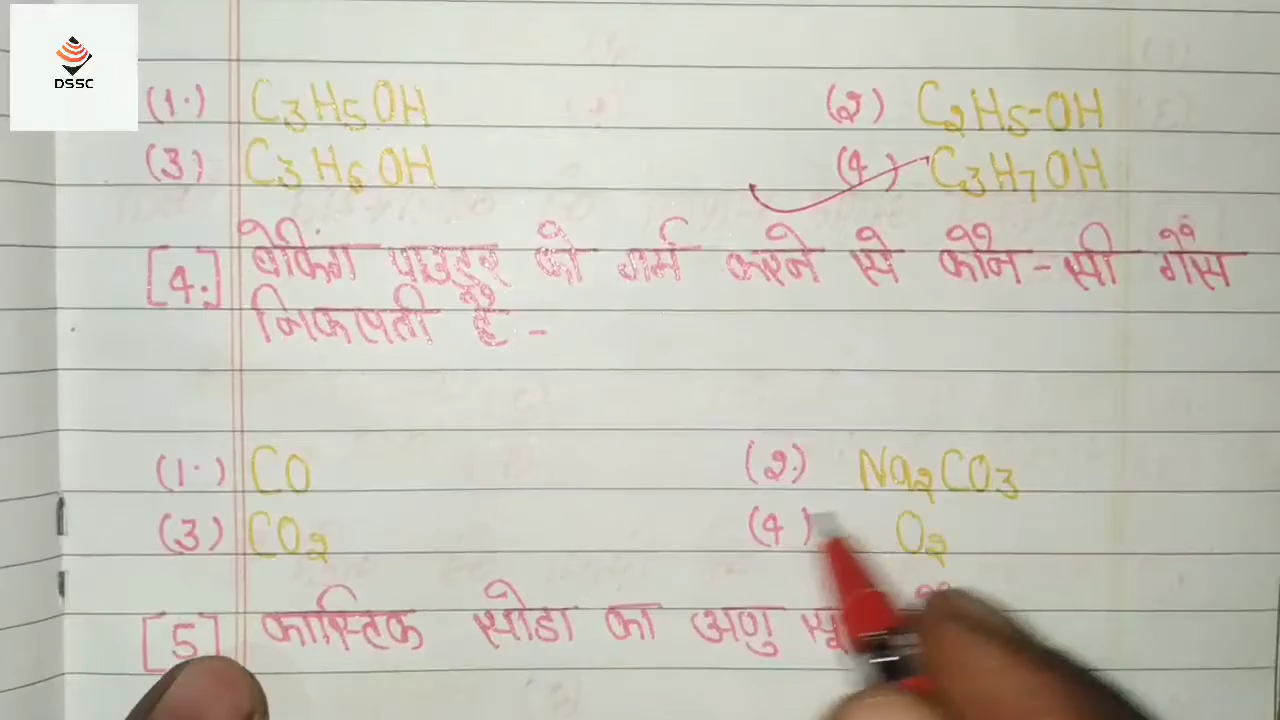 DSSC
(1.) C3H5OH (2) C2H5-OH
(3) C3H6OH (4) C3H7OH
[4.] बेकिंग पाउडर को गर्म करने से कौन-सी गैस
निकलती है -
(1.) CO (2.) Na2CO3
(3) CO2 (4) O2
[5] कास्टिक सोडा का अणु